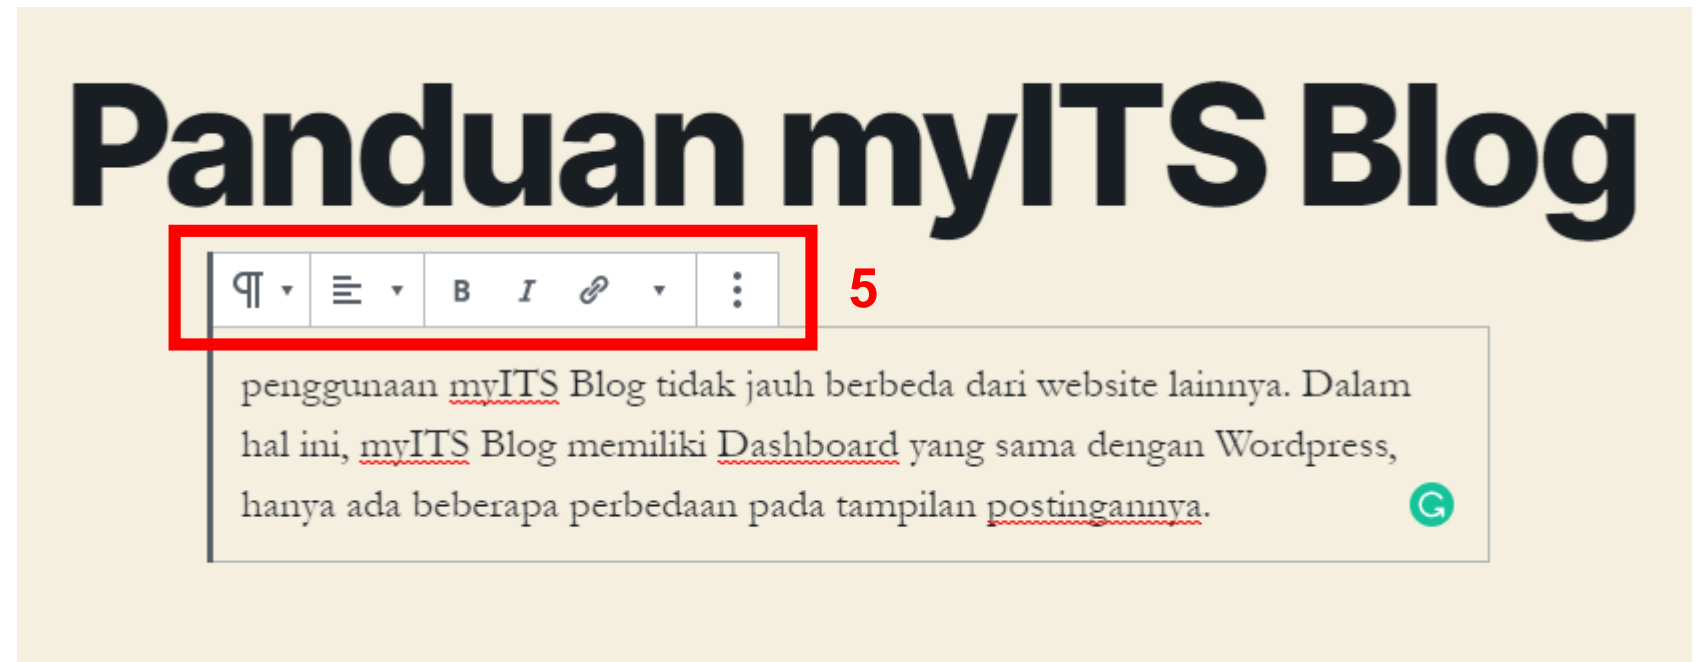 Panduan myITS Blog
¶ B I 5
penggunaan myITS Blog tidak jauh berbeda dari website lainnya. Dalam
hal ini, myITS Blog memiliki Dashboard yang sama dengan Wordpress,
hanya ada beberapa perbedaan pada tampilan postingannya.